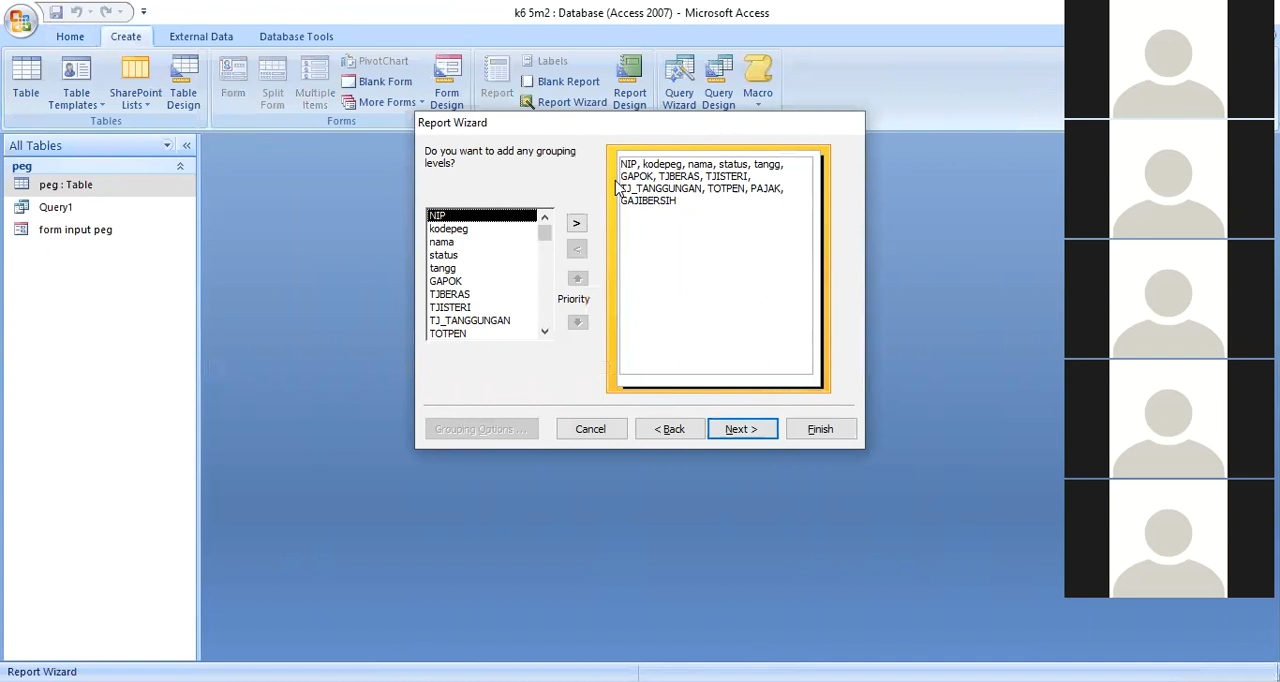 k6 5m2 : Database (Access 2007) - Microsoft Access
Home Create External Data Database Tools
Table
Table Templates
SharePoint Lists
Table Design
Tables
Form
Split Form
Multiple Items
PivotChart
Blank Form
More Forms
Form Design
Forms
Report
Labels
Blank Report
Report Wizard
Report Design
Query Wizard
Query Design
Macro
All Tables
peg
peg : Table
Query1
form input peg
Report Wizard
Do you want to add any grouping
levels?
NIP
kodepeg
nama
status
tangg
GAPOK
TJBERAS
TJISTERI
TJ_TANGGUNGAN
TOTPEN
>
<
Priority
NIP, kodepeg, nama, status, tangg,
GAPOK, TJBERAS, TJISTERI,
TJ_TANGGUNGAN, TOTPEN, PAJAK,
GAJIBERSIH
Grouping Options ... Cancel < Back Next > Finish
Report Wizard